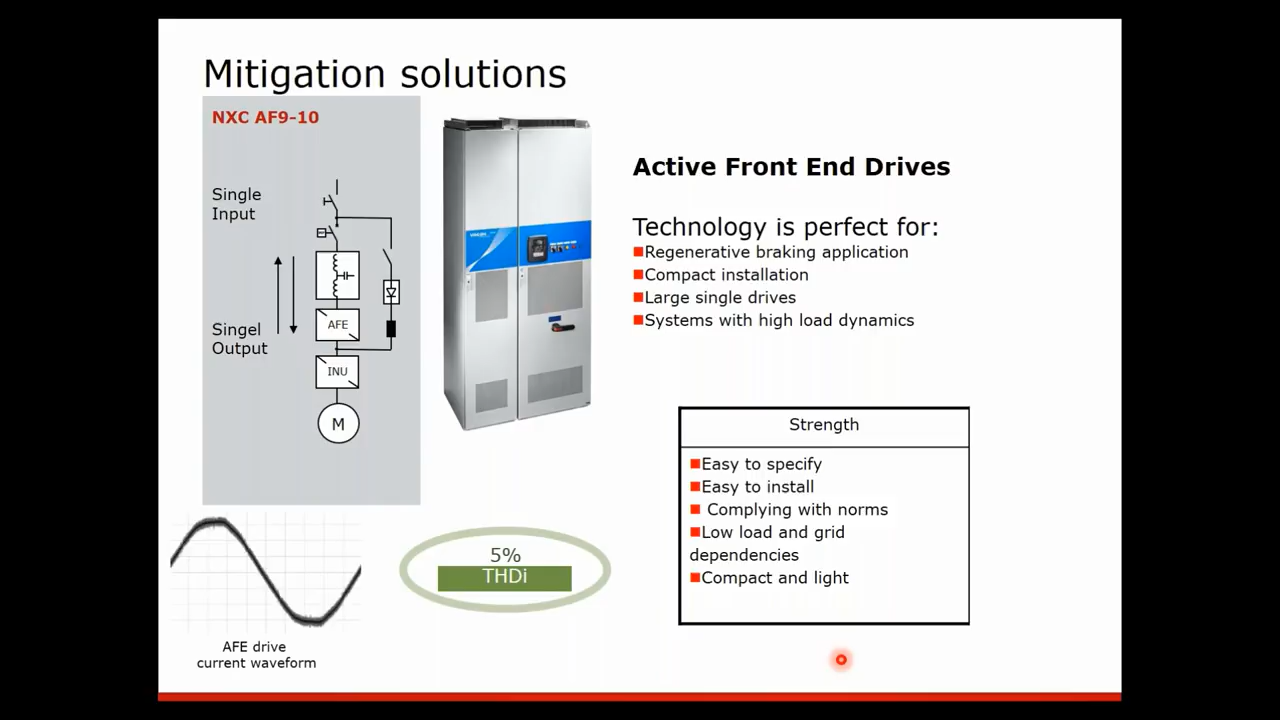 Mitigation solutions
NXC AF9-10
Single
Input
Singel
Output
AFE
INU
M
Active Front End Drives
Technology is perfect for:
Regenerative braking application
Compact installation
Large single drives
Systems with high load dynamics
Strength
Easy to specify
Easy to install
Complying with norms
Low load and grid
dependencies
Compact and light
5%
THDi
AFE drive
current waveform